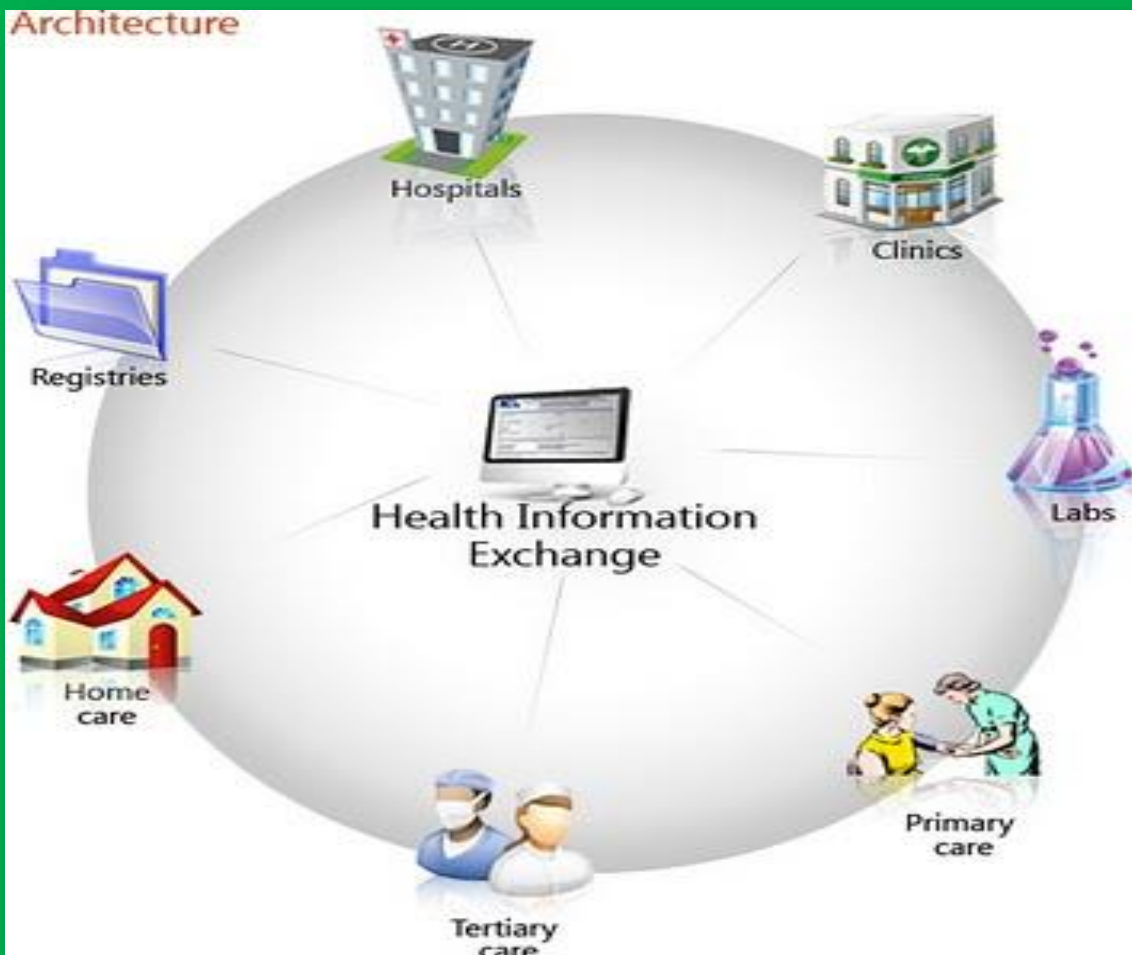 Architecture
Hospitals
Clinics
Registries
Labs
Health Information
Exchange
Home
care
Primary
care
Tertiary
care